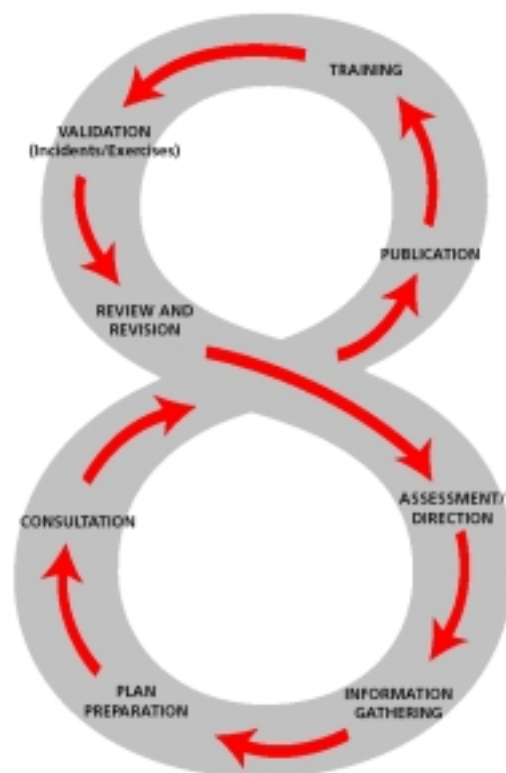 TRAINING
VALIDATION
(Incidents/Exercises)
PUBLICATION
REVIEW AND
REVISION
ASSESSMENT/
DIRECTION
CONSULTATION
PLAN
PREPARATION
INFORMATION
GATHERING